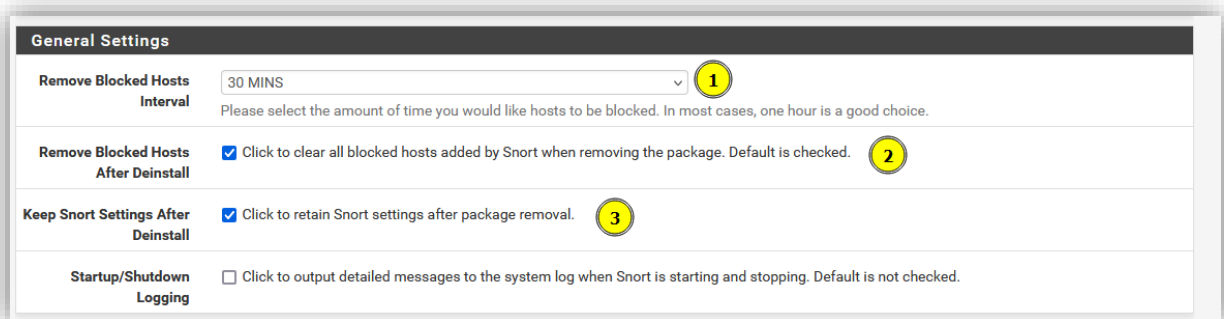 General Settings
Remove Blocked Hosts Interval
30 MINS
1
Please select the amount of time you would like hosts to be blocked. In most cases, one hour is a good choice.
Remove Blocked Hosts After Deinstall
Click to clear all blocked hosts added by Snort when removing the package. Default is checked.
2
Keep Snort Settings After Deinstall
Click to retain Snort settings after package removal.
3
Startup/Shutdown Logging
Click to output detailed messages to the system log when Snort is starting and stopping. Default is not checked.